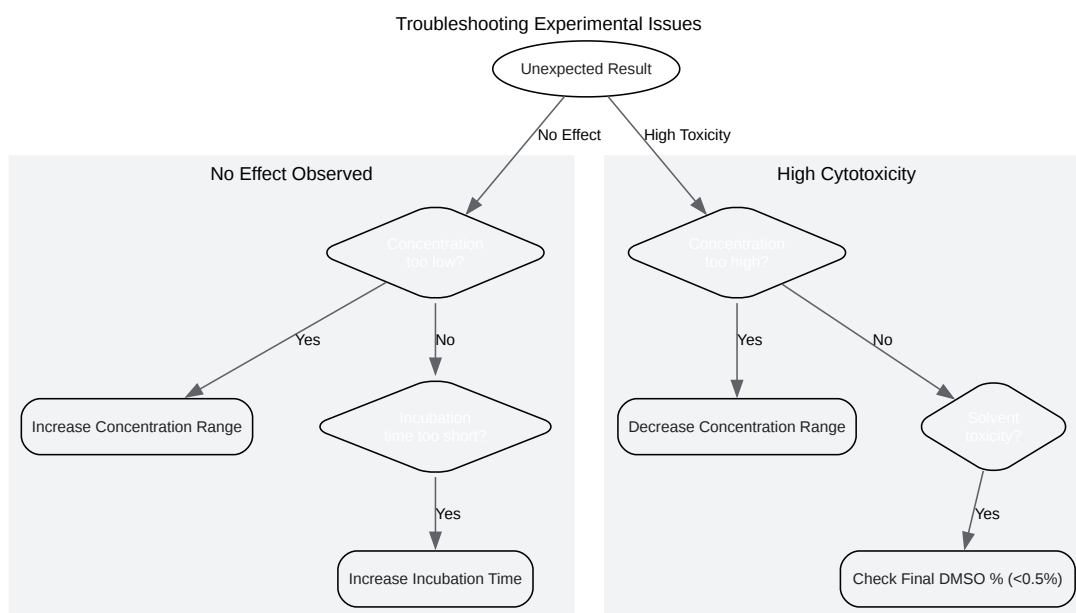 Troubleshooting Experimental Issues
Unexpected Result
No Effect
High Toxicity
No Effect Observed
High Cytotoxicity
Concentration
too low?
Concentration
too high?
Yes
No
Yes
No
Increase Concentration Range
Incubation
time too short?
Decrease Concentration Range
Solvent
toxicity?
Yes
Yes
Increase Incubation Time
Check Final DMSO % (<0.5%)